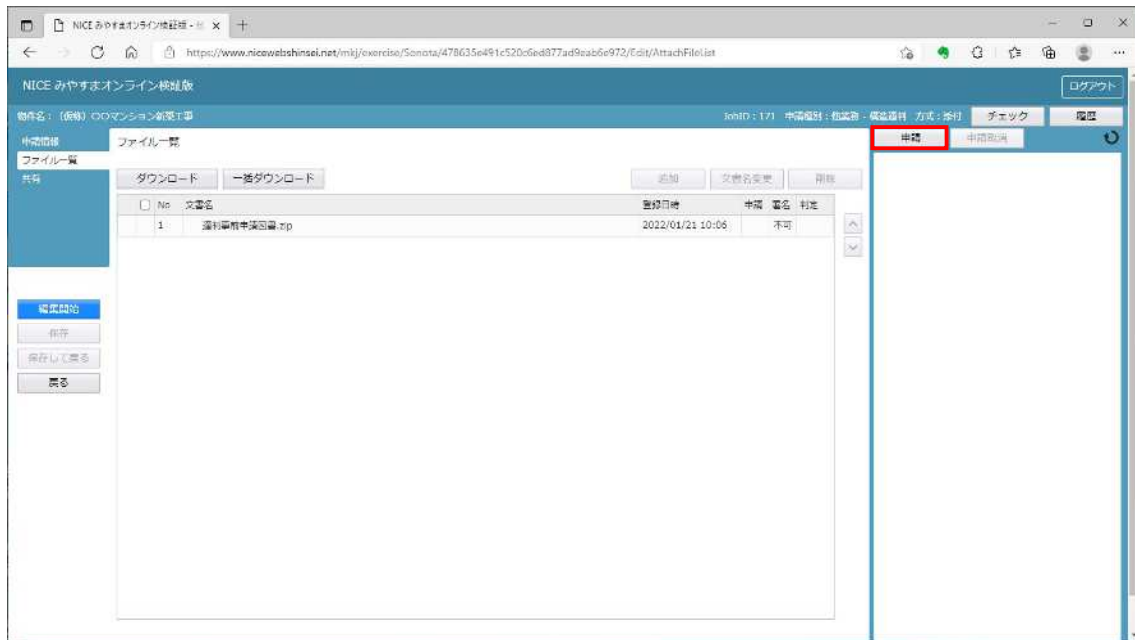 NICE みやすまオンライン検証版 -
https://www.nicewebshinsei.net/mkj/exercise/Sonota/478635e491c520c6ed877ad9eab6e972/Edit/AttachFileList
NICE みやすまオンライン検証版
ログアウト
物件名：(仮称) 〇〇マンション新築工事
JobID：171 申請種別：他業務 - 構造適判 方式：添付
チェック
履歴
申請情報
ファイル一覧
共有
ファイル一覧
申請
申請取消
ダウンロード
一括ダウンロード
追加
文書名変更
削除
No 文書名 登録日時 申請 署名 判定
1 適判事前申請図書.zip 2022/01/21 10:06 不可
編集開始
保存
保存して戻る
戻る